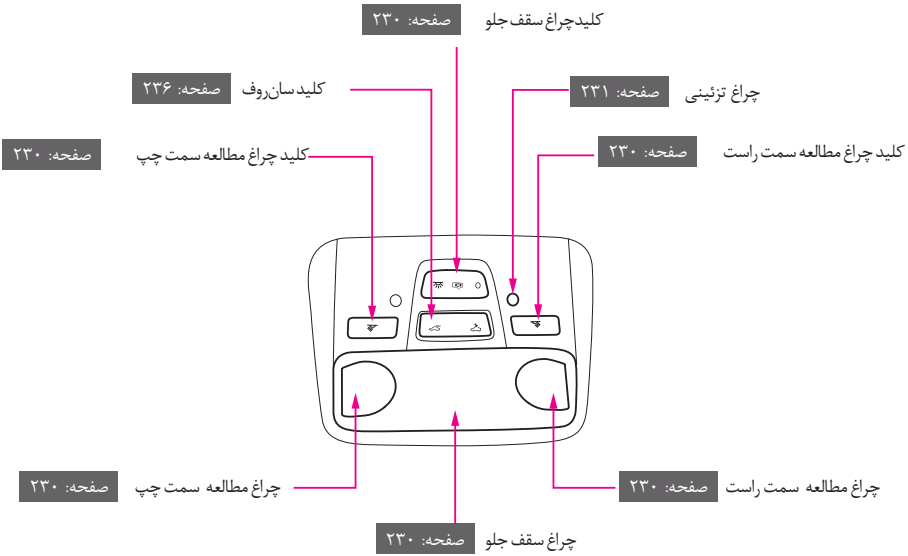 کلیدچراغ سقف جلو صفحه: ۲۳۰
کلیدسان‌روف صفحه: ۲۳۶
چراغ تزئینی صفحه: ۲۳۱
کلید چراغ مطالعه سمت راست صفحه: ۲۳۰
کلید چراغ مطالعه سمت چپ صفحه: ۲۳۰
چراغ مطالعه سمت راست صفحه: ۲۳۰
چراغ مطالعه سمت چپ صفحه: ۲۳۰
چراغ سقف جلو صفحه: ۲۳۰